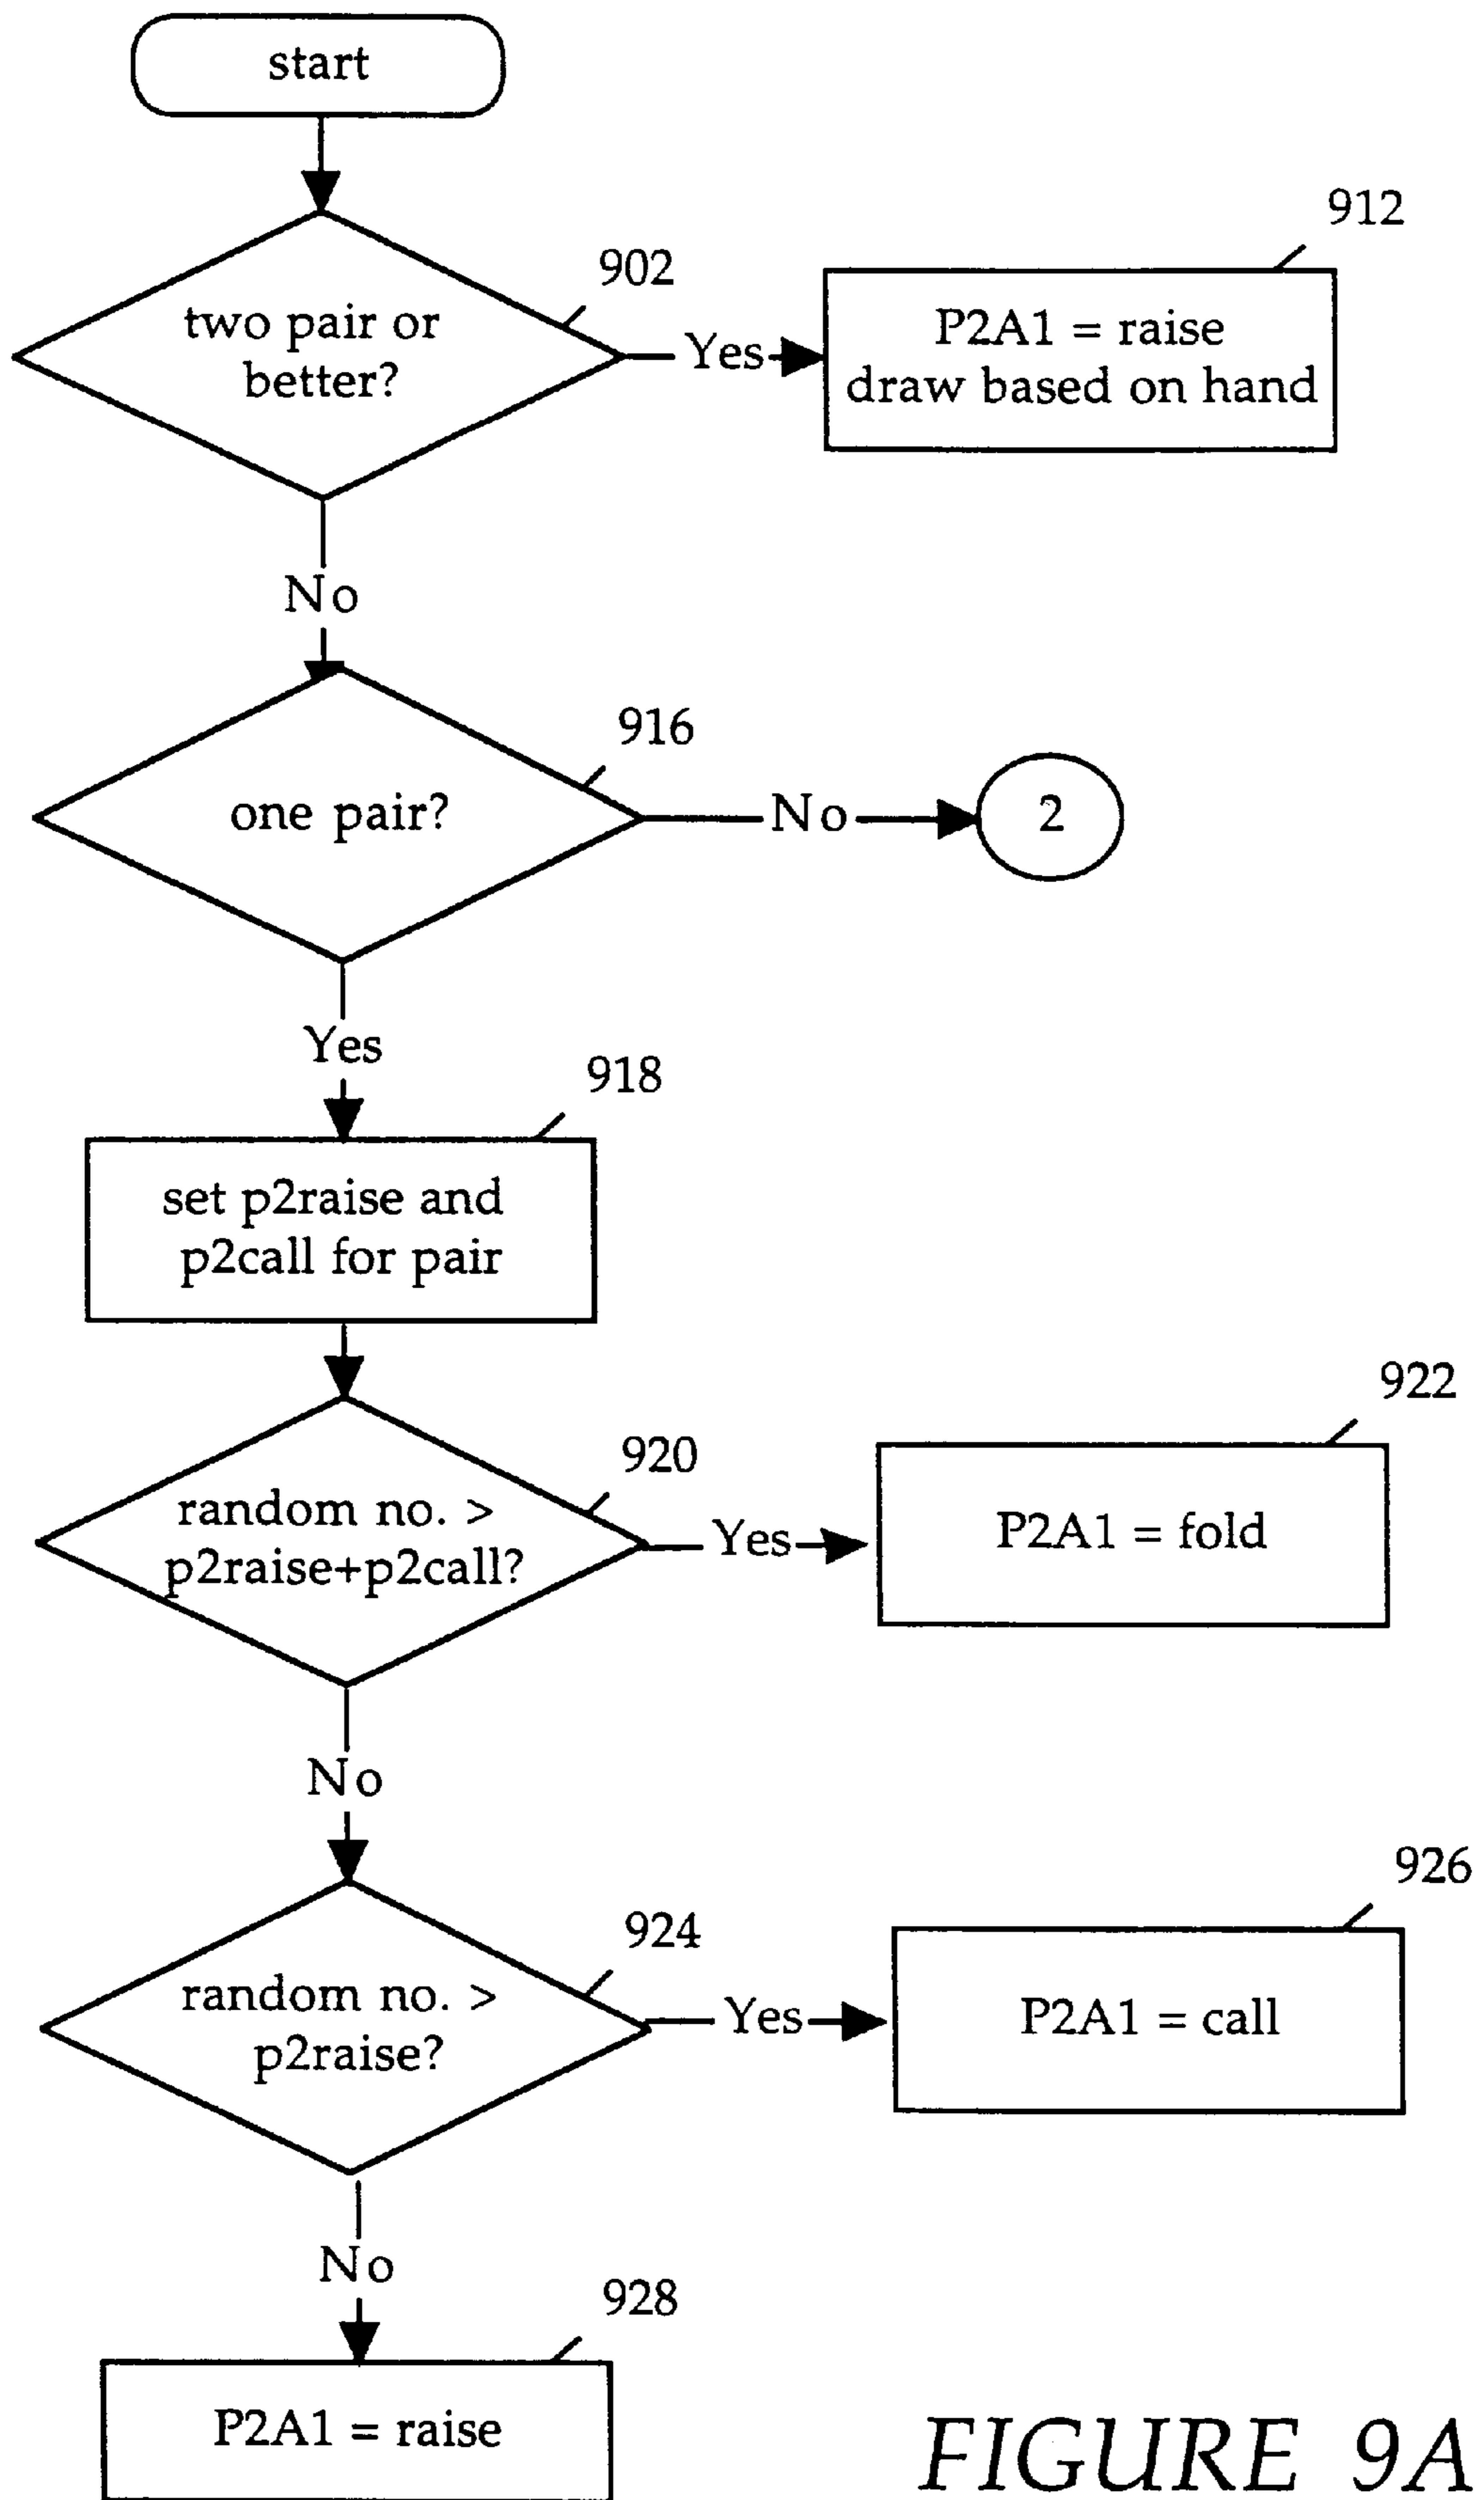 start
912
902
two pair or
better?
Yes
P2A1 = raise
draw based on hand
No
916
one pair?
No
2
Yes
918
set p2raise and
p2call for pair
922
920
random no. >
p2raise+p2call?
Yes
P2A1 = fold
No
926
924
random no. >
p2raise?
Yes
P2A1 = call
No
928
P2A1 = raise
FIGURE 9A